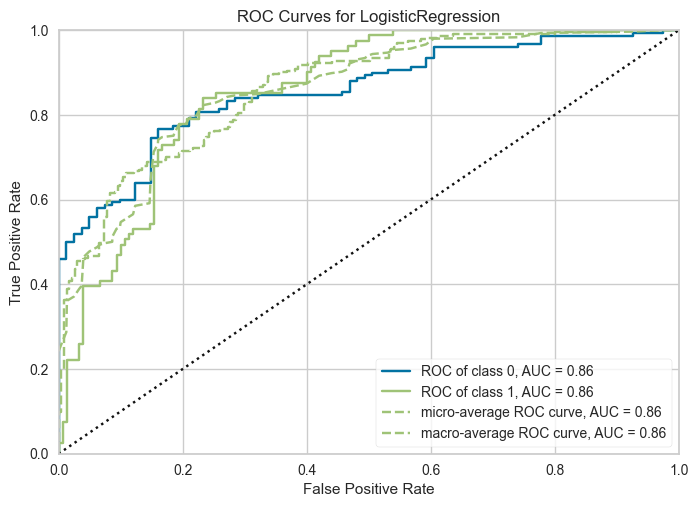 ROC Curves for LogisticRegression
1.0
0.8
0.6
0.4
0.2
0.0
True Positive Rate
ROC of class 0, AUC = 0.86
ROC of class 1, AUC = 0.86
micro-average ROC curve, AUC = 0.86
macro-average ROC curve, AUC = 0.86
0.0 0.2 0.4 0.6 0.8 1.0
False Positive Rate